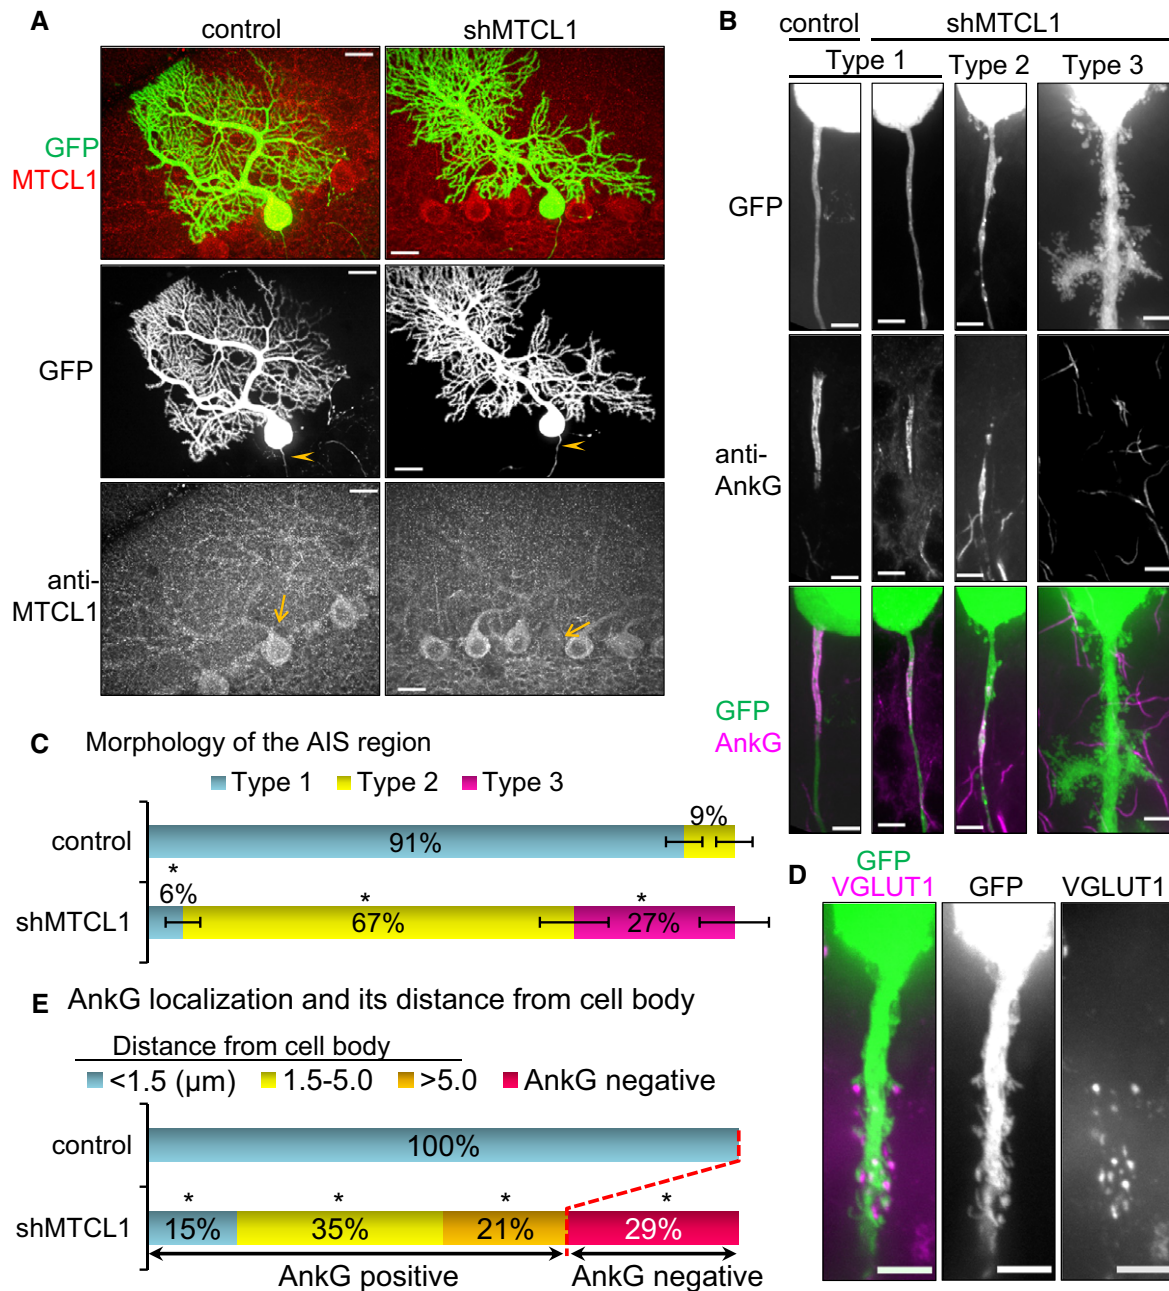 A
control
shMTCL1
GFP
MTCL1
GFP
anti-
MTCL1
B
control
shMTCL1
Type 1
Type 2
Type 3
GFP
anti-
AnkG
GFP
AnkG
C Morphology of the AIS region
Type 1 Type 2 Type 3
control
91%
9%
shMTCL1
*
6%
*
67%
*
27%
D
GFP
VGLUT1
GFP
VGLUT1
E AnkG localization and its distance from cell body
Distance from cell body
<1.5 (µm) 1.5-5.0 >5.0 AnkG negative
control
100%
shMTCL1
* * * *
15% 35% 21% 29%
AnkG positive AnkG negative